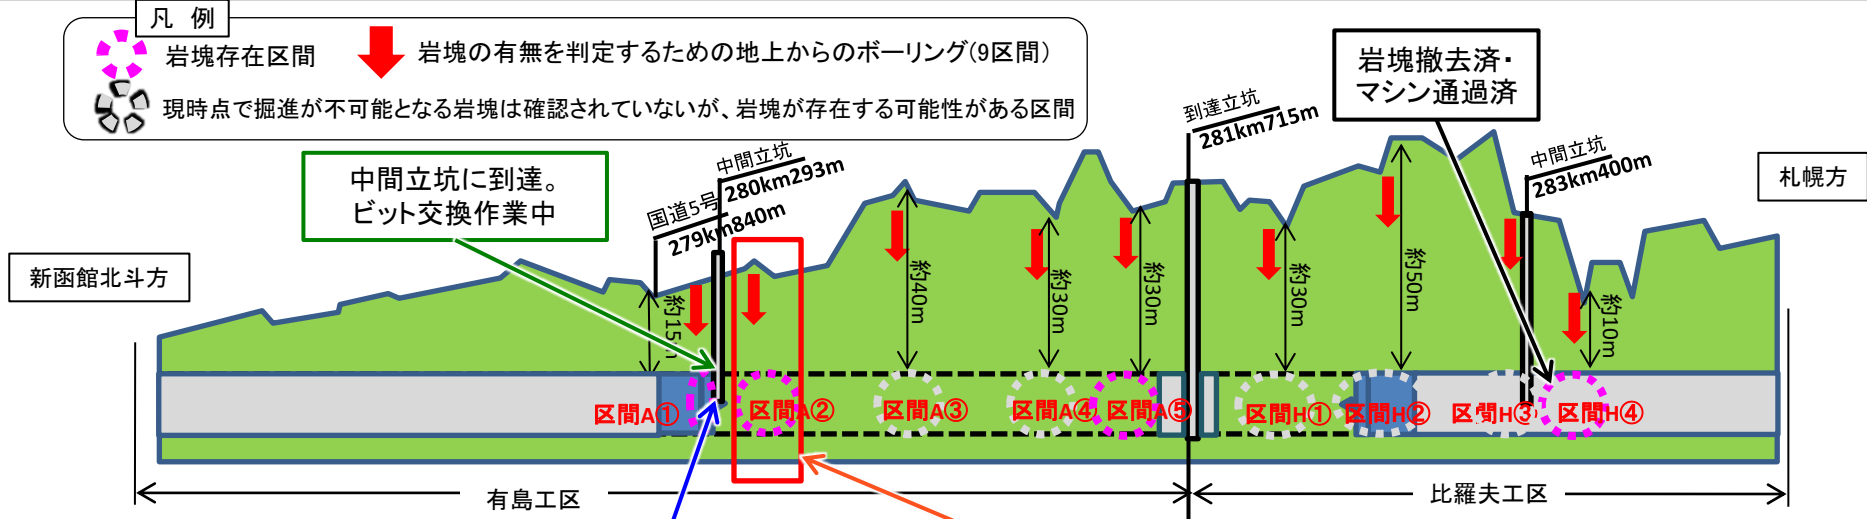 凡 例
岩塊存在区間
岩塊の有無を判定するための地上からのボーリング(9区間)
現時点で掘進が不可能となる岩塊は確認されていないが、岩塊が存在する可能性がある区間
岩塊撤去済・
マシン通過済
到達立坑
281km715m
中間立坑に到達。
ビット交換作業中
中間立坑
280km293m
国道5号
279km840m
中間立坑
283km400m
札幌方
新函館北斗方
約15m
約40m
約30m
約30m
約30m
約50m
約10m
区間A①
区間A②
区間A③
区間A④
区間A⑤
区間H①
区間H②
区間H③
区間H④
有島工区
比羅夫工区